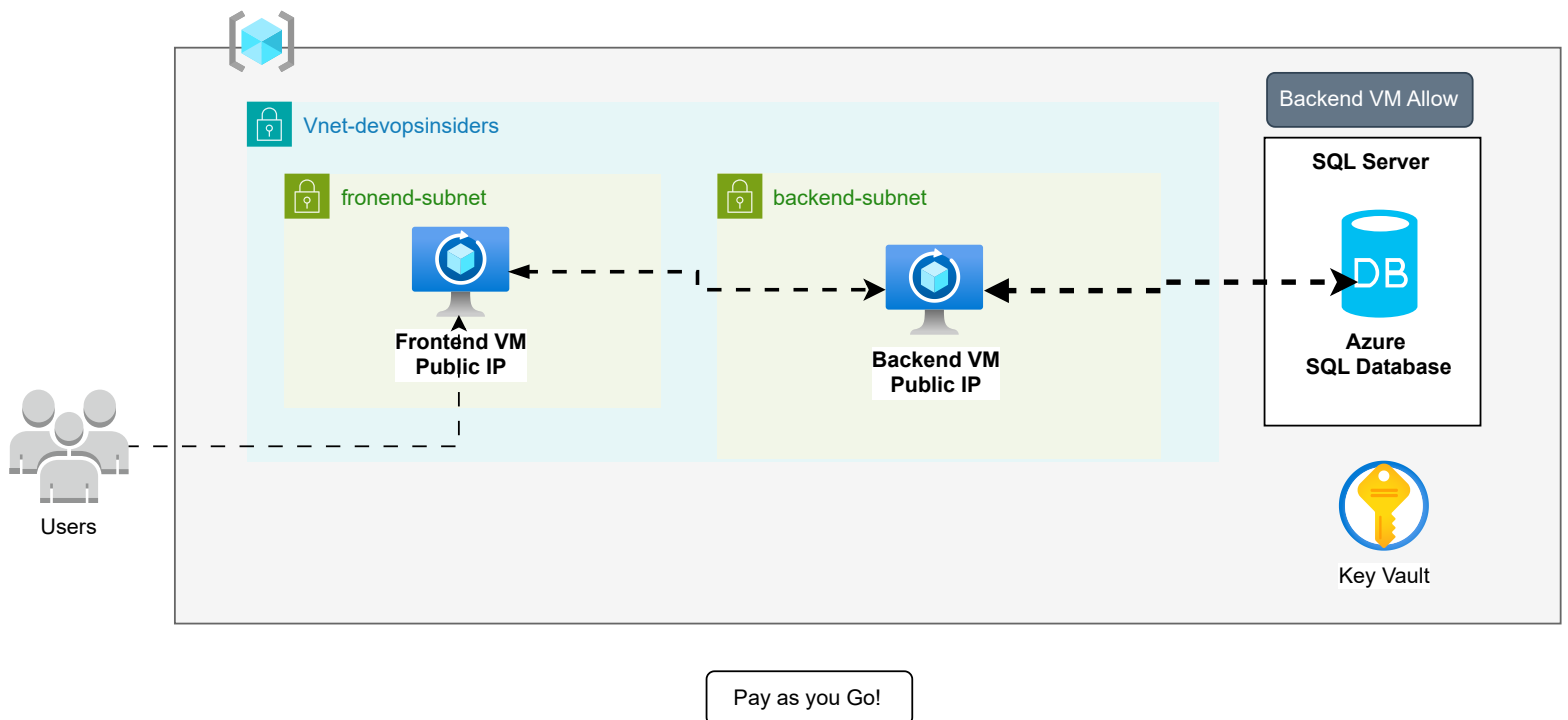 Backend VM Allow
Vnet-devopsinsiders
SQL Server
fronend-subnet
backend-subnet
DB
Frontend VM
Public IP
Backend VM
Public IP
Azure
SQL Database
Users
Key Vault
Pay as you Go!